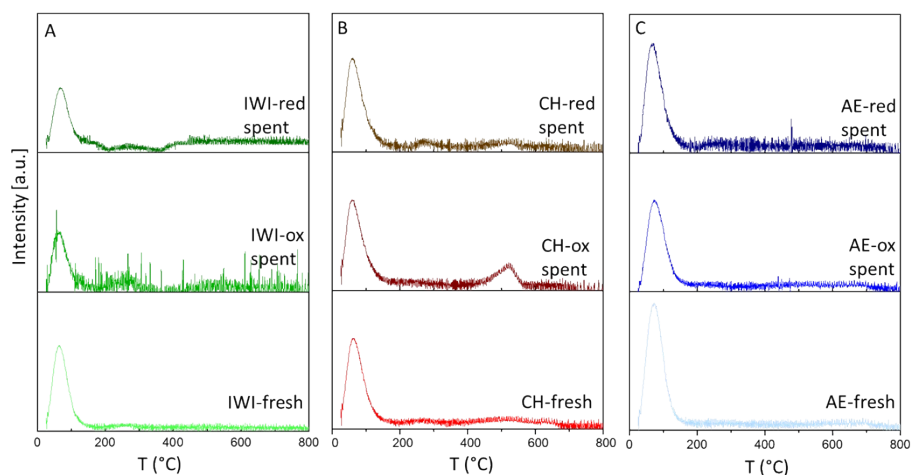 A
IWI-red
spent
IWI-ox
spent
IWI-fresh
0 200 400 600 800
T (°C)
Intensity [a.u.]
B
CH-red
spent
CH-ox
spent
CH-fresh
0 200 400 600 800
T (°C)
C
AE-red
spent
AE-ox
spent
AE-fresh
0 200 400 600 800
T (°C)